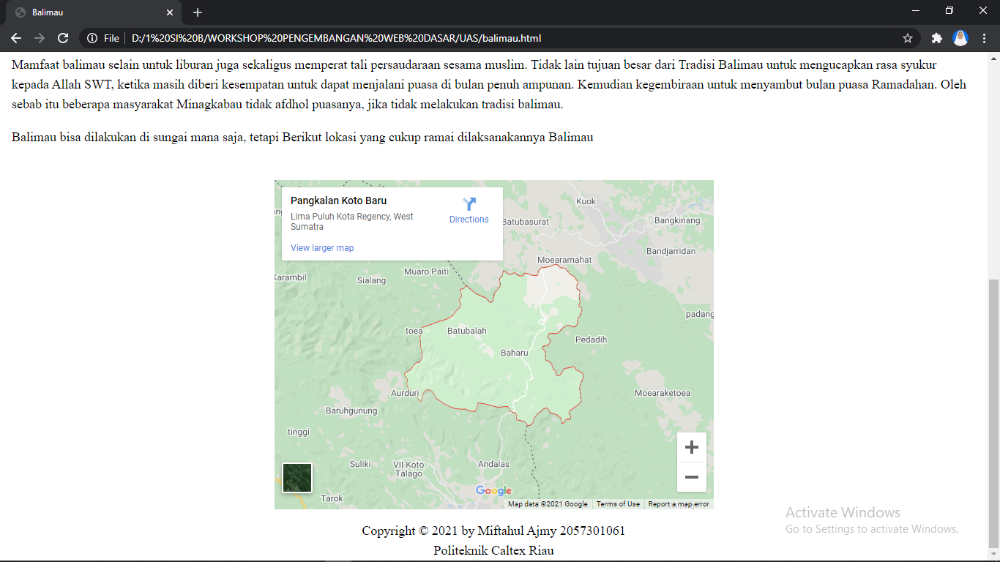 Balimau
File D:/1%20SI%20B/WORKSHOP%20PENGEMBANGAN%20WEB%20DASAR/UAS/balimau.html
Mamfaat balimau selain untuk liburan juga sekaligus memperat tali persaudaraan sesama muslim. Tidak lain tujuan besar dari Tradisi Balimau untuk mengucapkan rasa syukur
kepada Allah SWT, ketika masih diberi kesempatan untuk dapat menjalani puasa di bulan penuh ampunan. Kemudian kegembiraan untuk menyambut bulan puasa Ramadahan. Oleh
sebab itu beberapa masyarakat Minagkabau tidak afdhol puasanya, jika tidak melakukan tradisi balimau.
Balimau bisa dilakukan di sungai mana saja, tetapi Berikut lokasi yang cukup ramai dilaksanakannya Balimau
Pangkalan Koto Baru
Directions
Lima Puluh Kota Regency, West
Sumatra
View larger map
Kuok
Batubasurat
Bangkinang
Bandjarridan
Moearamahat
Muaro Paiti
Karambil
Sialang
padang
toea
Batubalah
Pedadih
Baharu
Aurduri
Moearaketoea
Baruhgunung
tinggi
Suliki
VII Koto
Talago
Andalas
Tarok
Google
Map data ©2021 Google
Terms of Use
Report a map error
Activate Windows
Go to Settings to activate Windows.
Copyright © 2021 by Miftahul Ajmy 2057301061
Politeknik Caltex Riau